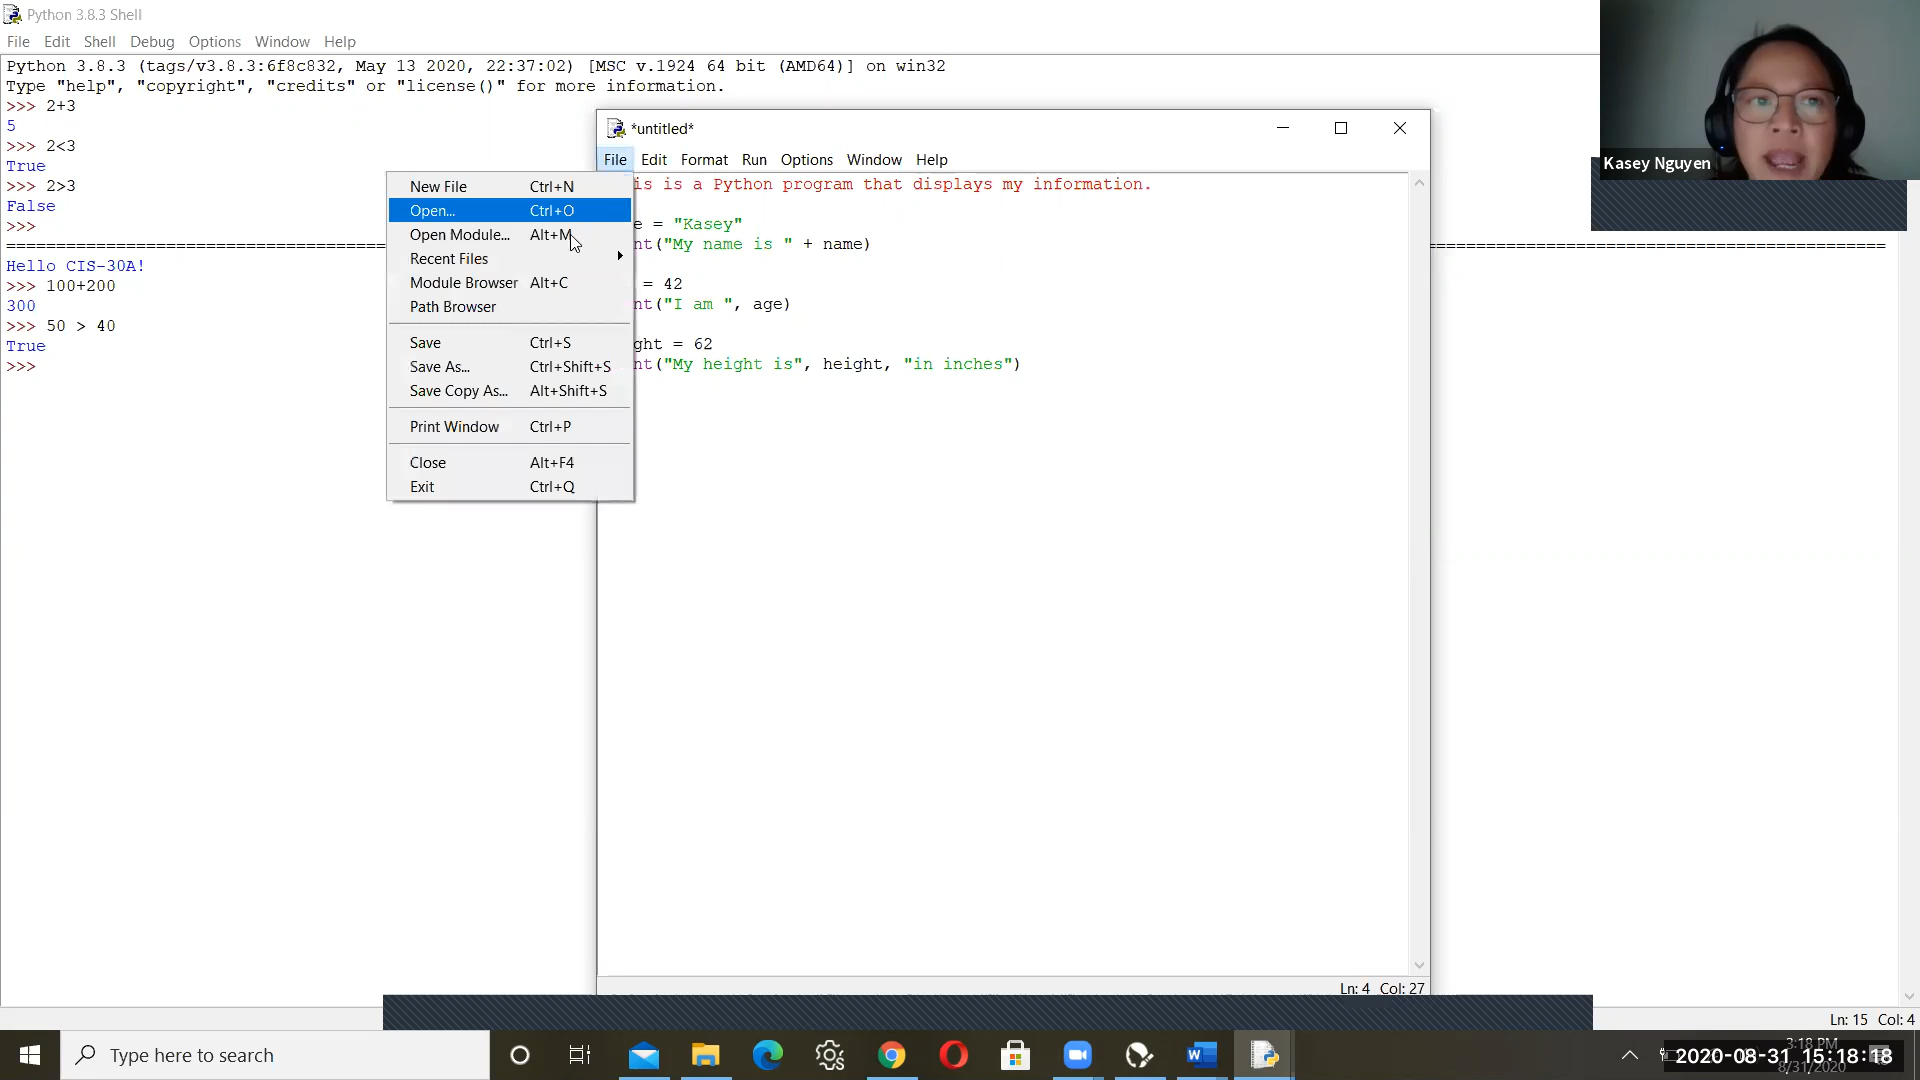 Python 3.8.3 Shell
File Edit Shell Debug Options Window Help
Python 3.8.3 (tags/v3.8.3:6f8c832, May 13 2020, 22:37:02) [MSC v.1924 64 bit (AMD64)] on win32
Type "help", "copyright", "credits" or "license()" for more information.
>>> 2+3
5
>>> 2<3
True
>>> 2>3
False
>>>
Hello CIS-30A!
>>> 100+200
300
>>> 50 > 40
True
>>>
*untitled*
File Edit Format Run Options Window Help
is is a Python program that displays my information.
e = "Kasey"
nt("My name is " + name)
= 42
nt("I am ", age)
ght = 62
nt("My height is", height, "in inches")
Ln: 4 Col: 27
New File Ctrl+N
Open... Ctrl+O
Open Module... Alt+M
Recent Files
Module Browser Alt+C
Path Browser
Save Ctrl+S
Save As... Ctrl+Shift+S
Save Copy As... Alt+Shift+S
Print Window Ctrl+P
Close Alt+F4
Exit Ctrl+Q
Kasey Nguyen
Ln: 15 Col: 4
Type here to search
3:18 PM
2020-08-31 15:18:18
8/31/2020